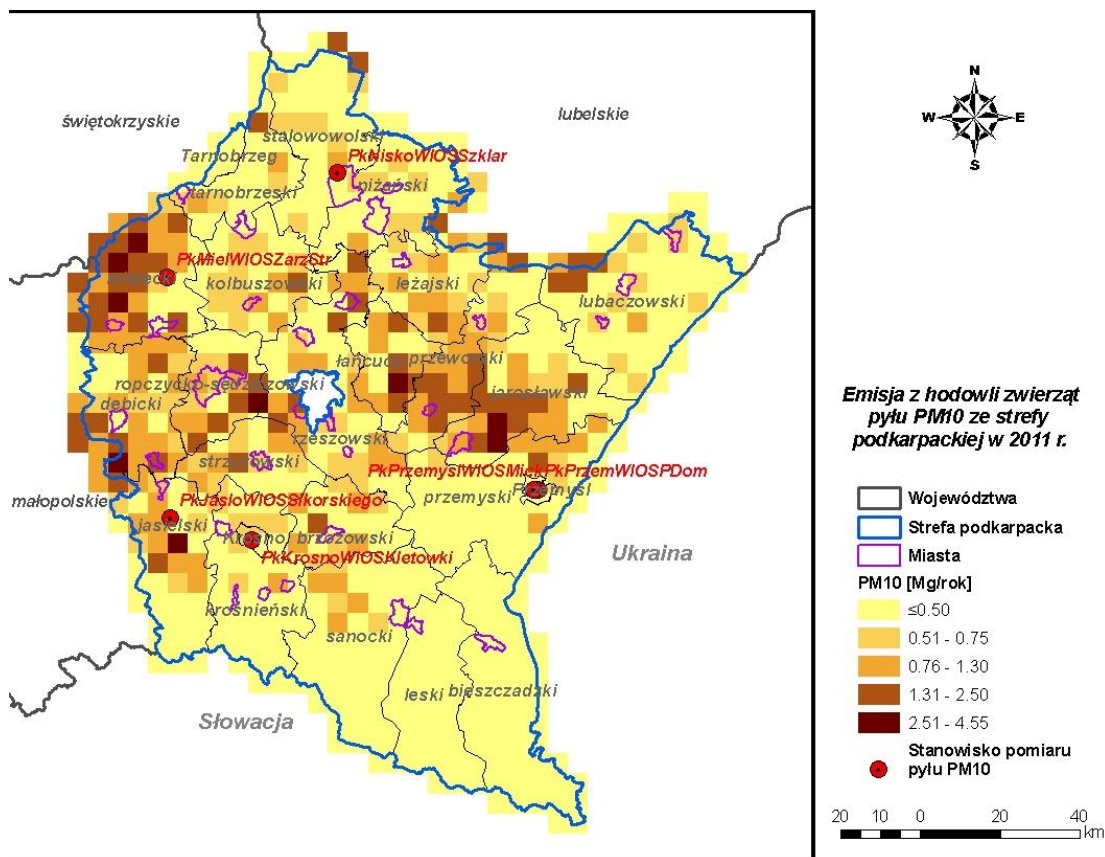 świętokrzyskie
lubelskie
N
W
E
S
stalowowolski
Tarnobrzeg
PkNiskoWIOSSzklar
niżański
tarnobrzeski
PkMielWIOSZarzStr
kolbuszowski
leżajski
lubaczowski
przeworski
ropczycko-sędziszowski
jarosławski
dębicki
rzeszowski
strzyżowski
PkPrzemyslWIOSMickPkPrzemWIOSPDom
małopolskie
przemyski
Przemyśl
PkJasloWIOSSikorskiego
jasielski
Krosno
brzozowski
Ukraina
PkKrosnoWIOSKletowki
krośnieński
sanocki
leski
bieszczadzki
Słowacja
Emisja z hodowli zwierząt
pyłu PM10 ze strefy
podkarpackiej w 2011 r.
Województwa
Strefa podkarpacka
Miasta
PM10 [Mg/rok]
≤0.50
0.51 - 0.75
0.76 - 1.30
1.31 - 2.50
2.51 - 4.55
Stanowisko pomiaru
pyłu PM10
20 10 0 20 40
km